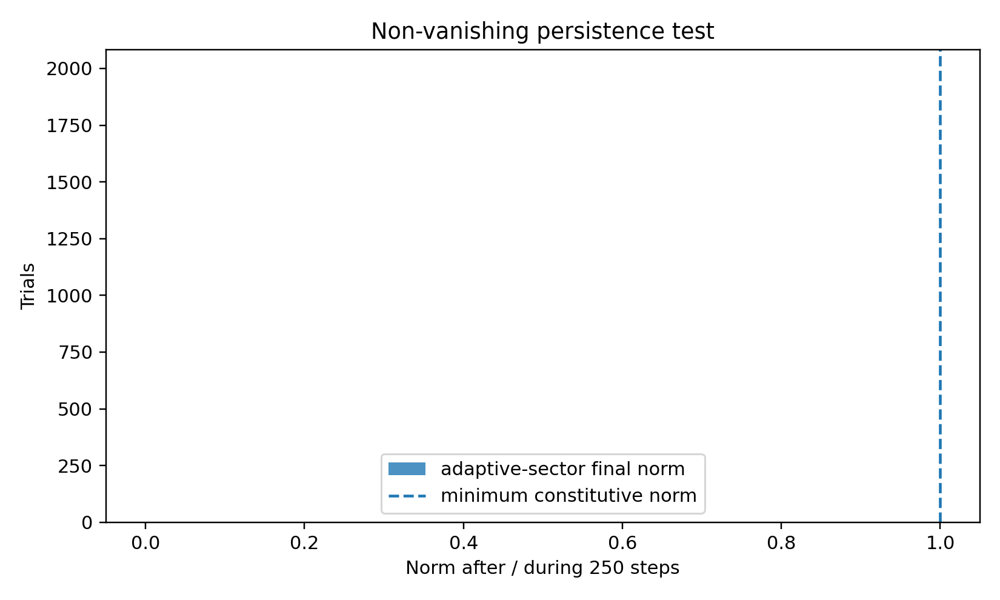 Non-vanishing persistence test
2000
1750
1500
1250
1000
750
500
250
0
Trials
adaptive-sector final norm
minimum constitutive norm
0.0 0.2 0.4 0.6 0.8 1.0
Norm after / during 250 steps